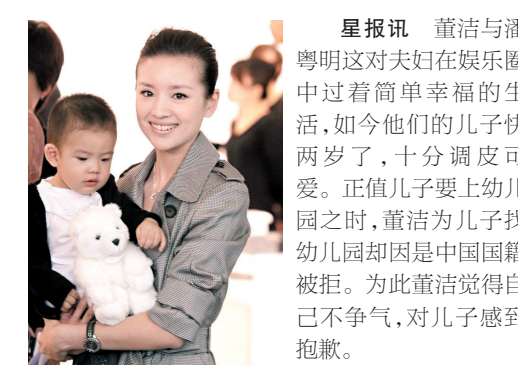 星报讯 董洁与潘
粤明这对夫妇在娱乐圈
中过着简单幸福的生
活,如今他们的儿子快
两岁了,十分调皮可
爱。正值儿子要上幼儿
园之时,董洁为儿子找
幼儿园却因是中国国籍
被拒。为此董洁觉得自
己不争气,对儿子感到
抱歉。